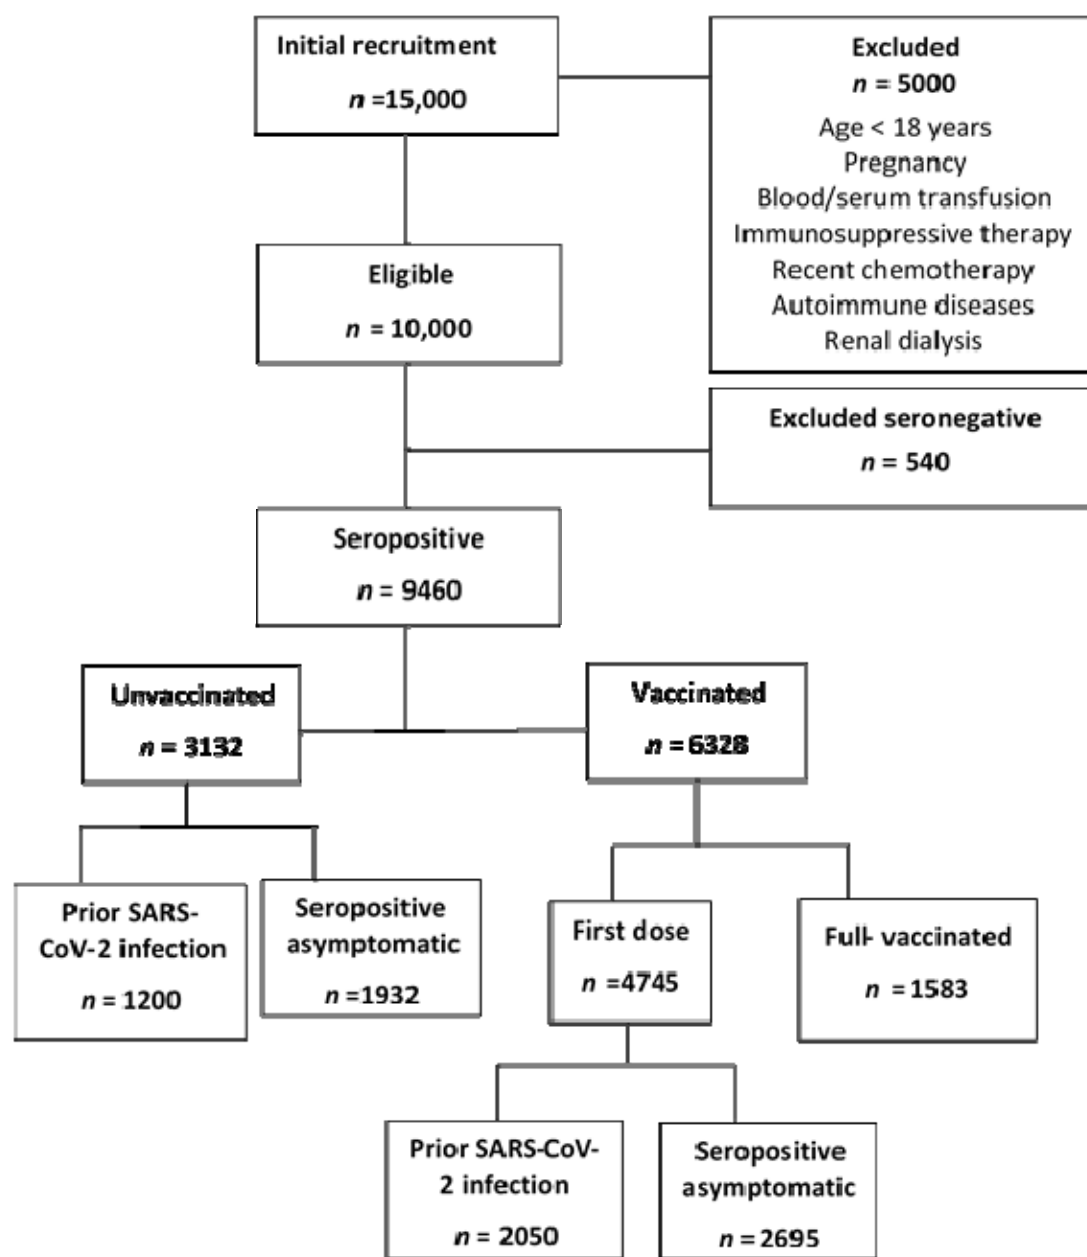 Initial recruitment
n =15,000
Excluded
n = 5000
Age < 18 years
Pregnancy
Blood/serum transfusion
Immunosuppressive therapy
Recent chemotherapy
Autoimmune diseases
Renal dialysis
Eligible
n = 10,000
Excluded seronegative
n = 540
Seropositive
n = 9460
Unvaccinated
n = 3132
Vaccinated
n = 6328
Prior SARS-
CoV-2 infection
n = 1200
Seropositive
asymptomatic
n =1932
First dose
n =4745
Full- vaccinated
n = 1583
Prior SARS-CoV-
2 infection
n = 2050
Seropositive
asymptomatic
n = 2695